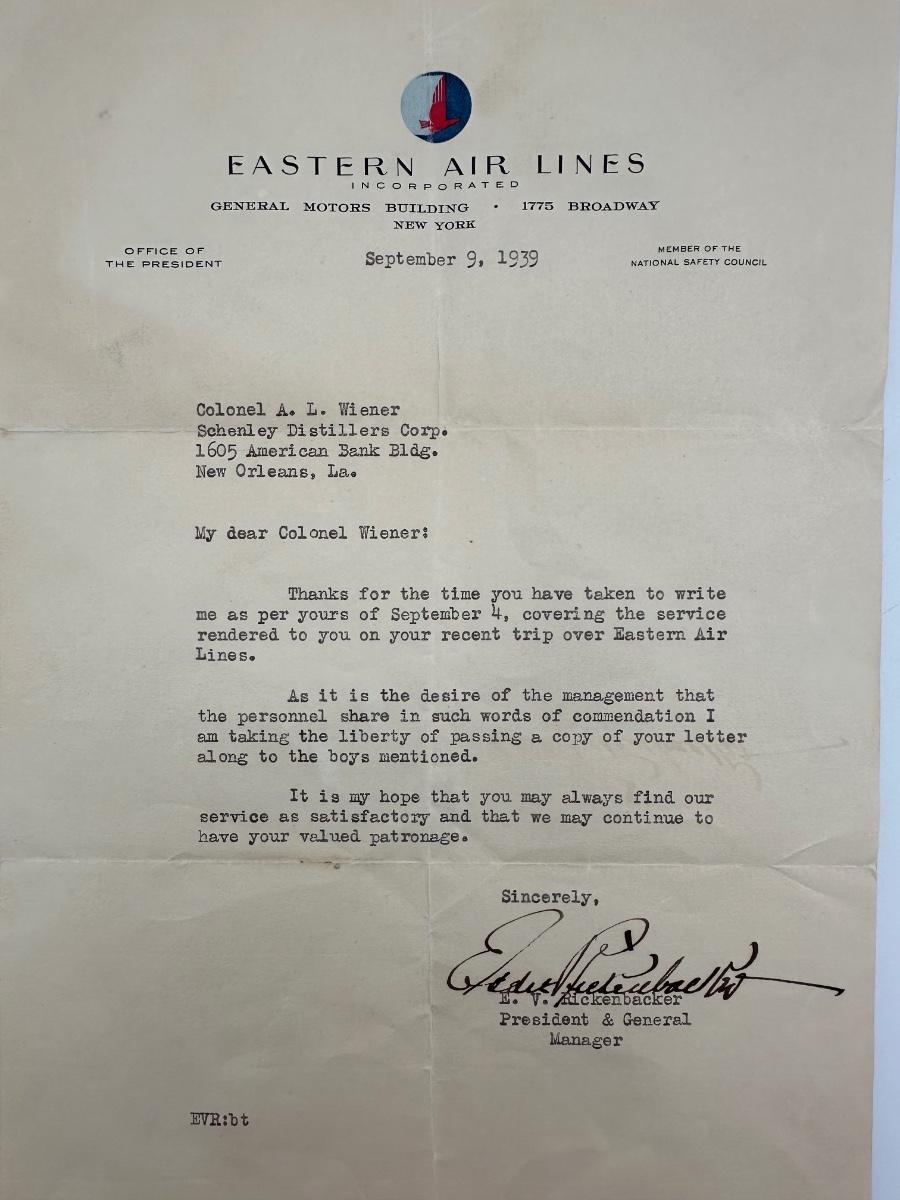 EASTERN AIR LINES
INCORPORATED
GENERAL MOTORS BUILDING • 1775 BROADWAY
NEW YORK
OFFICE OF
THE PRESIDENT
September 9, 1939
MEMBER OF THE
NATIONAL SAFETY COUNCIL
Colonel A. L. Wiener
Schenley Distillers Corp.
1605 American Bank Bldg.
New Orleans, La.
My dear Colonel Wiener:
Thanks for the time you have taken to write
me as per yours of September 4, covering the service
rendered to you on your recent trip over Eastern Air
Lines.
As it is the desire of the management that
the personnel share in such words of commendation I
am taking the liberty of passing a copy of your letter
along to the boys mentioned.
It is my hope that you may always find our
service as satisfactory and that we may continue to
have your valued patronage.
Sincerely,
Eddie Rickenbacker
E. V. Rickenbacker
President & General
Manager
EVR:bt